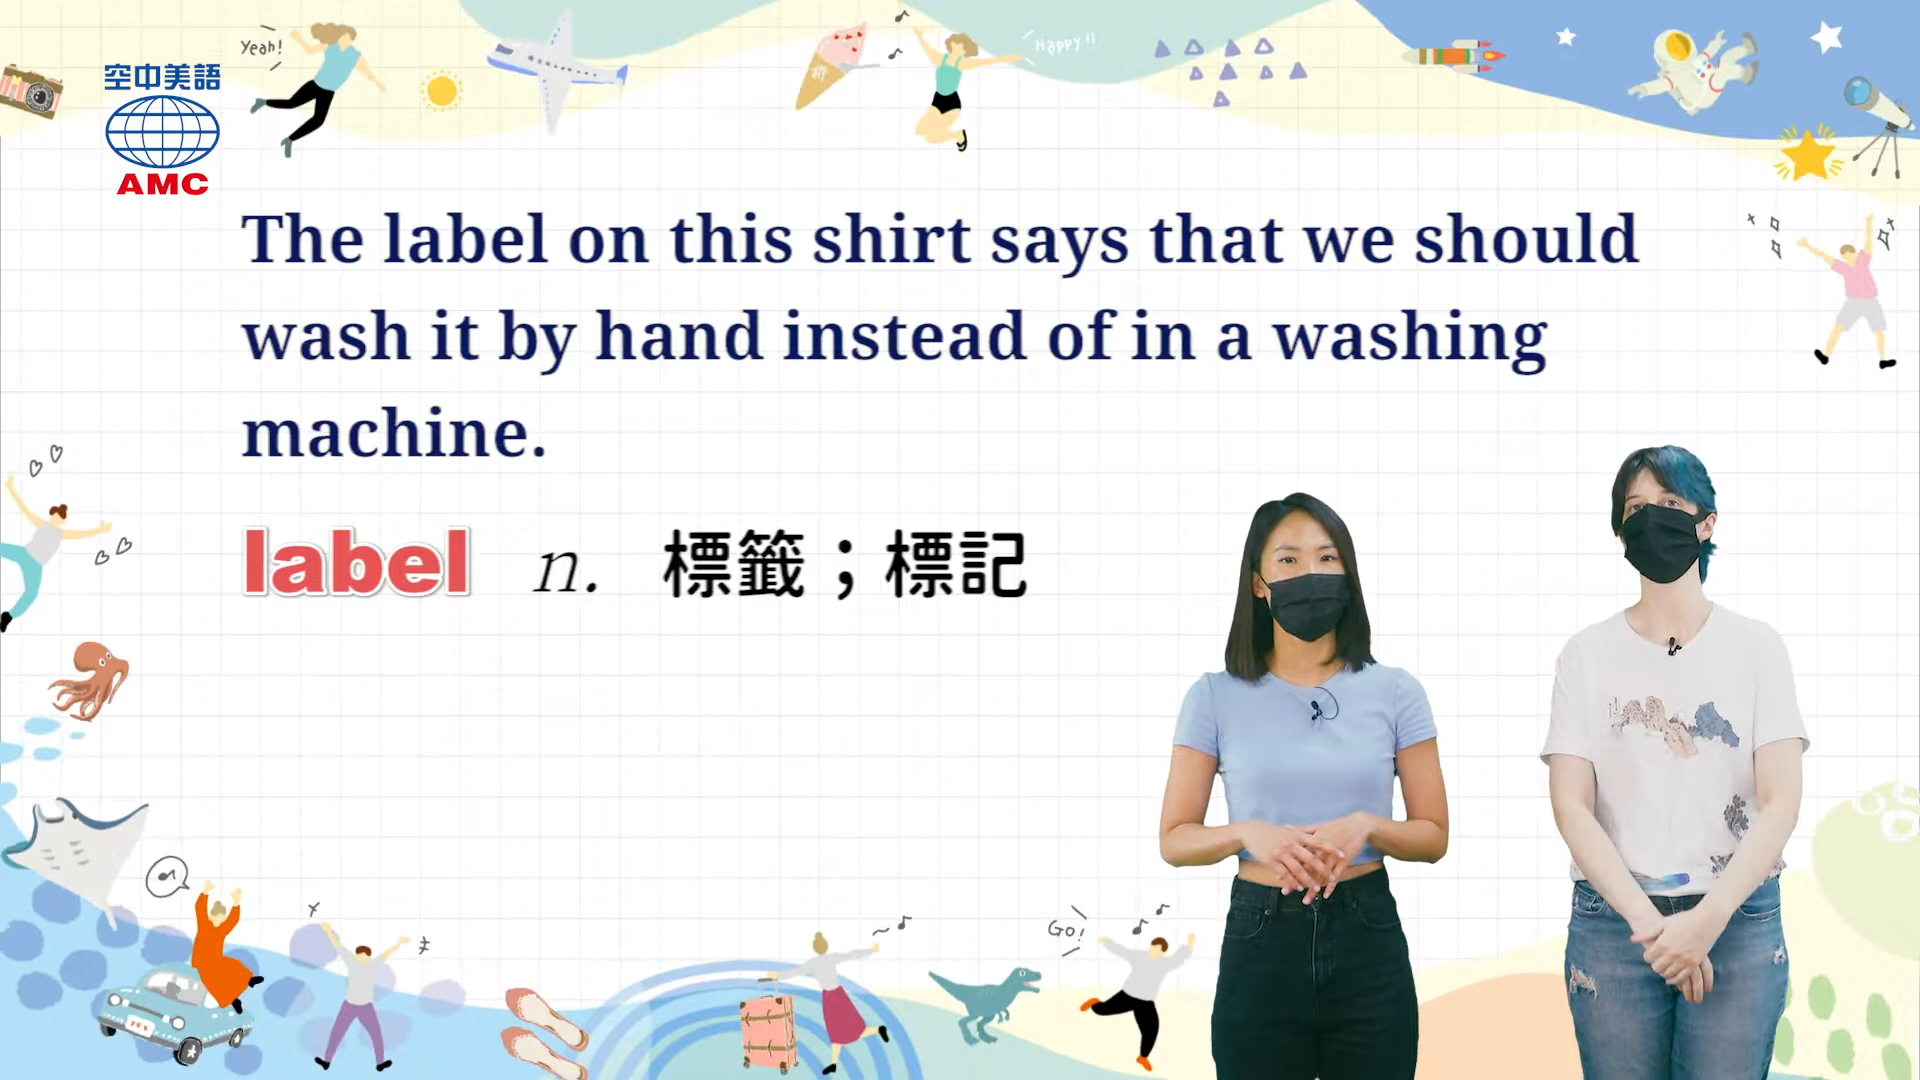 Yeah!
Happy!!
空中美語
AMC
The label on this shirt says that we should
wash it by hand instead of in a washing
machine.
label n. 標籤；標記
Go!